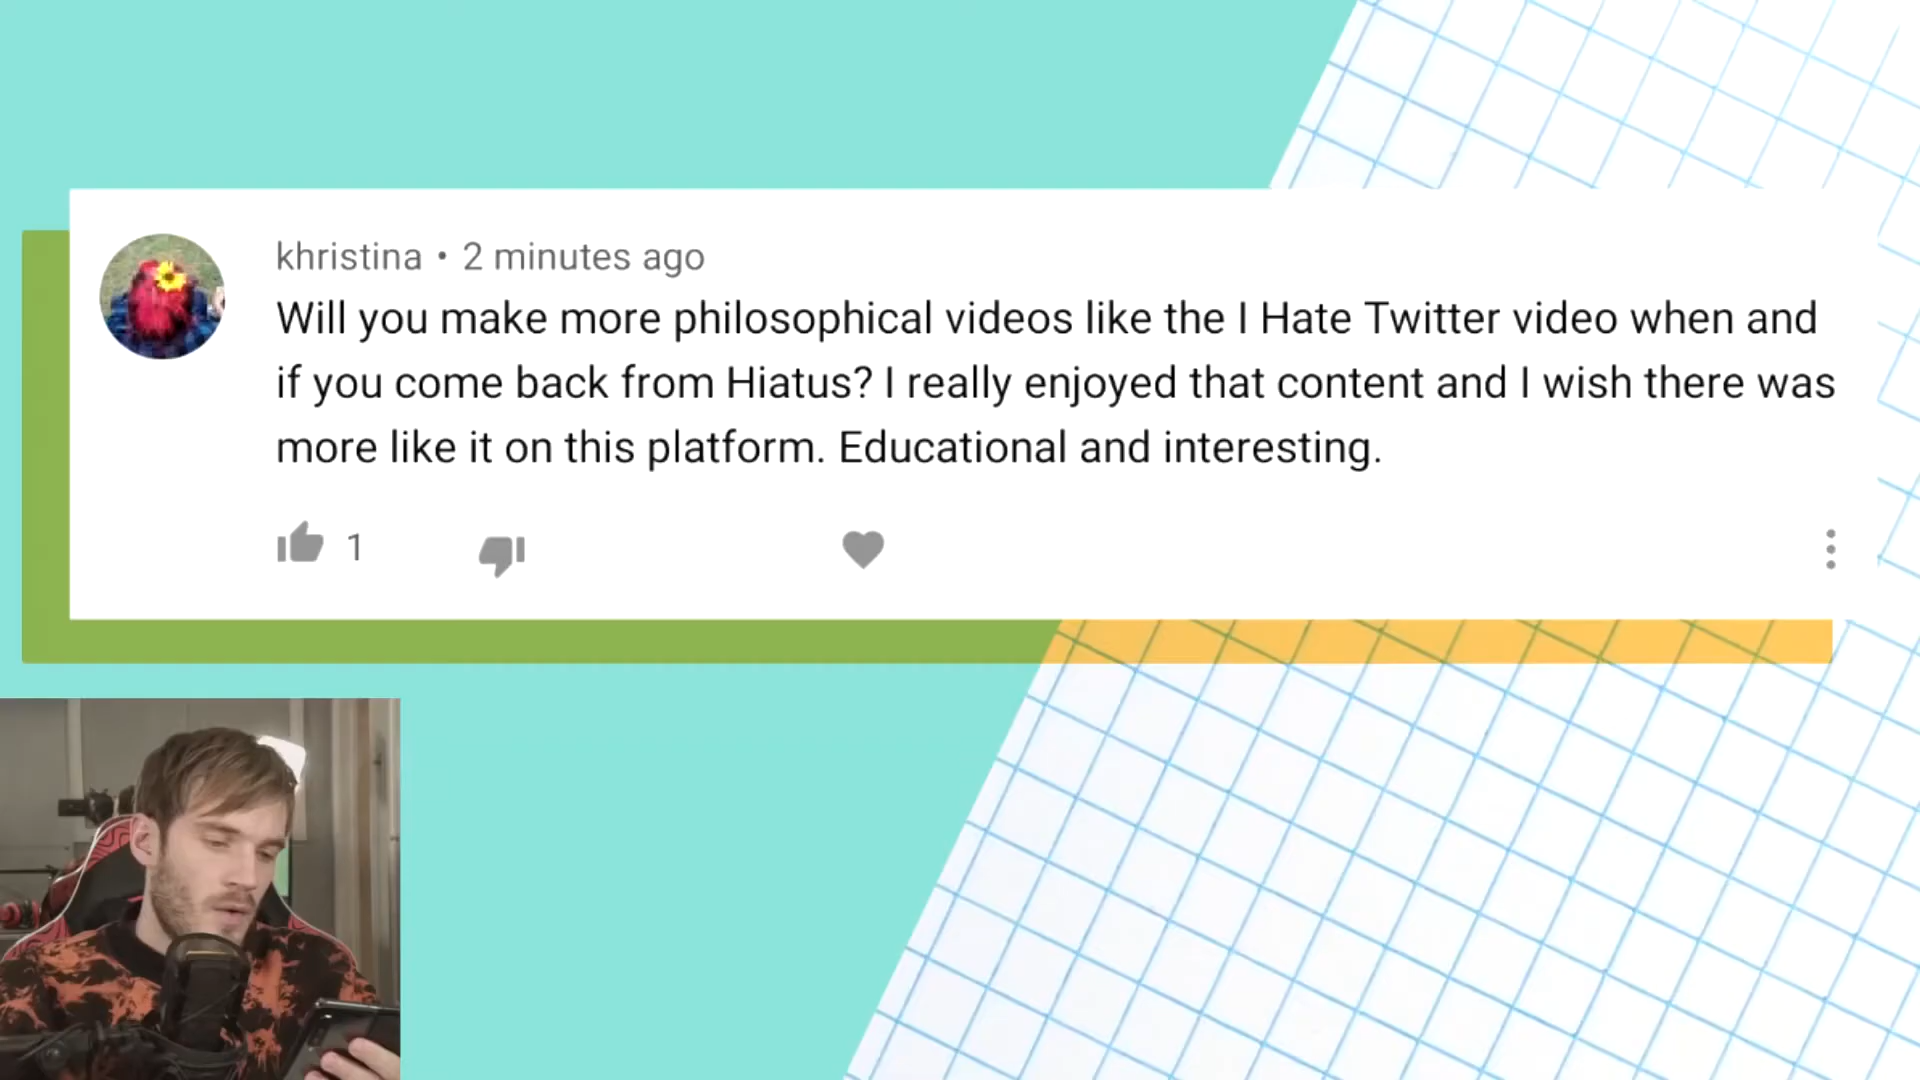 khristina • 2 minutes ago
Will you make more philosophical videos like the I Hate Twitter video when and
if you come back from Hiatus? I really enjoyed that content and I wish there was
more like it on this platform. Educational and interesting.
1